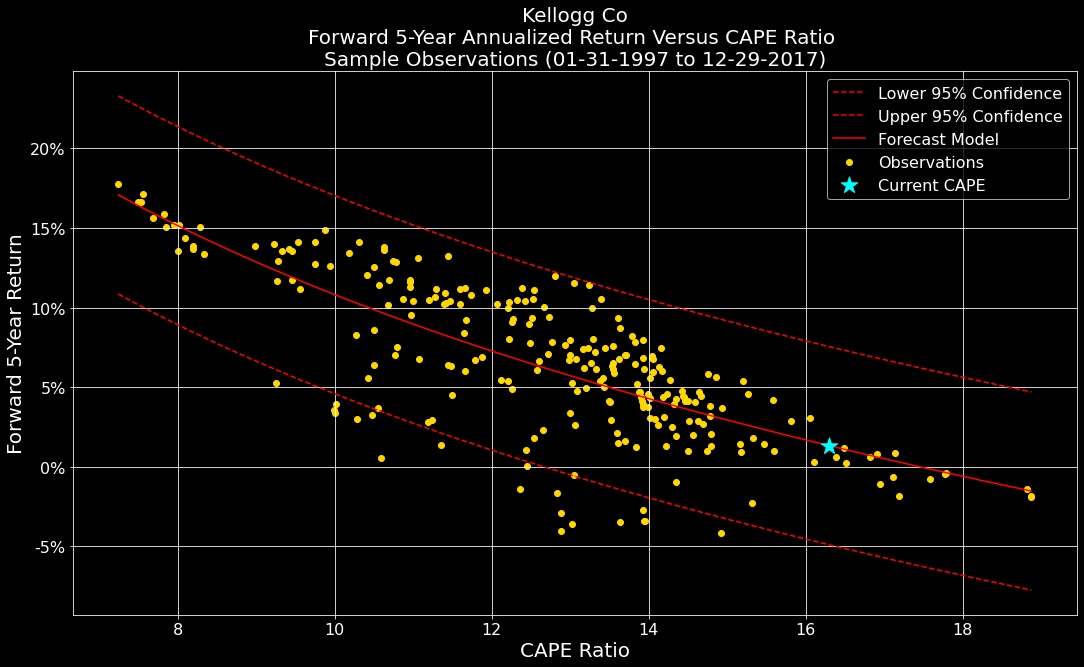 Kellogg Co
Forward 5-Year Annualized Return Versus CAPE Ratio
Sample Observations (01-31-1997 to 12-29-2017)
Lower 95% Confidence
Upper 95% Confidence
Forecast Model
Observations
Current CAPE
Forward 5-Year Return
20%
15%
10%
5%
0%
-5%
8 10 12 14 16 18
CAPE Ratio